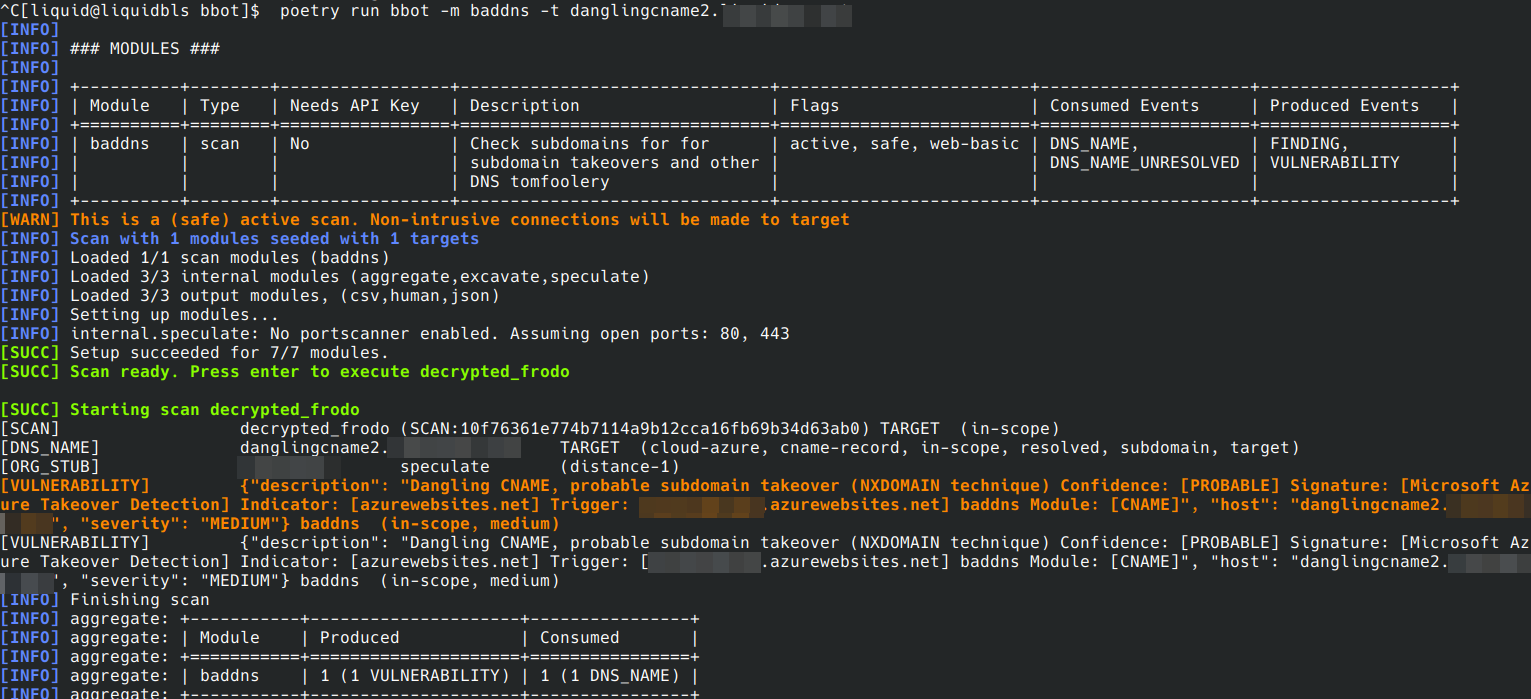 ^C[liquid@liquidbls bbot]$  poetry run bbot -m baddns -t danglingcname2.
[INFO]
[INFO] ### MODULES ###
[INFO]
[INFO] +----------+--------+-----------------+-------------------------------+-------------------------+---------------------+-------------------+
[INFO] | Module   | Type   | Needs API Key   | Description                   | Flags                   | Consumed Events     | Produced Events   |
[INFO] +==========+========+=================+===============================+=========================+=====================+===================+
[INFO] | baddns   | scan   | No              | Check subdomains for for      | active, safe, web-basic | DNS_NAME,           | FINDING,          |
[INFO] |          |        |                 | subdomain takeovers and other |                         | DNS_NAME_UNRESOLVED | VULNERABILITY     |
[INFO] |          |        |                 | DNS tomfoolery                |                         |                     |                   |
[INFO] +----------+--------+-----------------+-------------------------------+-------------------------+---------------------+-------------------+
[WARN] This is a (safe) active scan. Non-intrusive connections will be made to target
[INFO] Scan with 1 modules seeded with 1 targets
[INFO] Loaded 1/1 scan modules (baddns)
[INFO] Loaded 3/3 internal modules (aggregate,excavate,speculate)
[INFO] Loaded 3/3 output modules, (csv,human,json)
[INFO] Setting up modules...
[INFO] internal.speculate: No portscanner enabled. Assuming open ports: 80, 443
[SUCC] Setup succeeded for 7/7 modules.
[SUCC] Scan ready. Press enter to execute decrypted_frodo
[SUCC] Starting scan decrypted_frodo
[SCAN]                  decrypted_frodo (SCAN:10f76361e774b7114a9b12cca16fb69b34d63ab0) TARGET  (in-scope)
[DNS_NAME]              danglingcname2.    TARGET  (cloud-azure, cname-record, in-scope, resolved, subdomain, target)
[ORG_STUB]              speculate       (distance-1)
[VULNERABILITY]         {"description": "Dangling CNAME, probable subdomain takeover (NXDOMAIN technique) Confidence: [PROBABLE] Signature: [Microsoft Az
ure Takeover Detection] Indicator: [azurewebsites.net] Trigger: .azurewebsites.net] baddns Module: [CNAME]", "host": "danglingcname2.
", "severity": "MEDIUM"} baddns  (in-scope, medium)
[VULNERABILITY]         {"description": "Dangling CNAME, probable subdomain takeover (NXDOMAIN technique) Confidence: [PROBABLE] Signature: [Microsoft Az
ure Takeover Detection] Indicator: [azurewebsites.net] Trigger: [.azurewebsites.net] baddns Module: [CNAME]", "host": "danglingcname2.
", "severity": "MEDIUM"} baddns  (in-scope, medium)
[INFO] Finishing scan
[INFO] aggregate: +-----------+---------------------+----------------+
[INFO] aggregate: | Module    | Produced            | Consumed       |
[INFO] aggregate: +===========+=====================+================+
[INFO] aggregate: | baddns    | 1 (1 VULNERABILITY) | 1 (1 DNS_NAME) |
[INFO] aggregate: +-----------+---------------------+----------------+